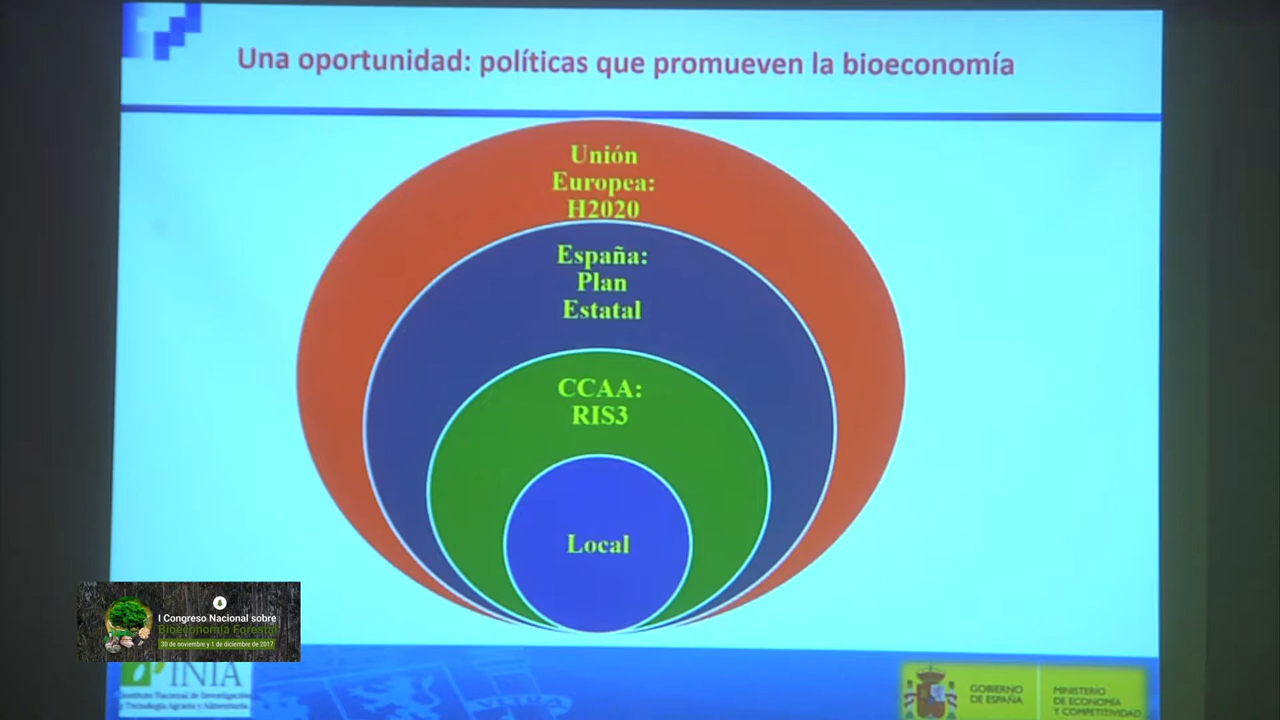 Una oportunidad: políticas que promueven la bioeconomía
Unión
Europea:
H2020
España:
Plan
Estatal
CCAA:
RIS3
Local
I Congreso Nacional sobre
Bioeconomía Forestal
30 de noviembre y 1 de diciembre de 2017
INIA
Instituto Nacional de Investigación
y Tecnología Agraria y Alimentaria
GOBIERNO
DE ESPAÑA
MINISTERIO
DE ECONOMÍA
Y COMPETITIVIDAD